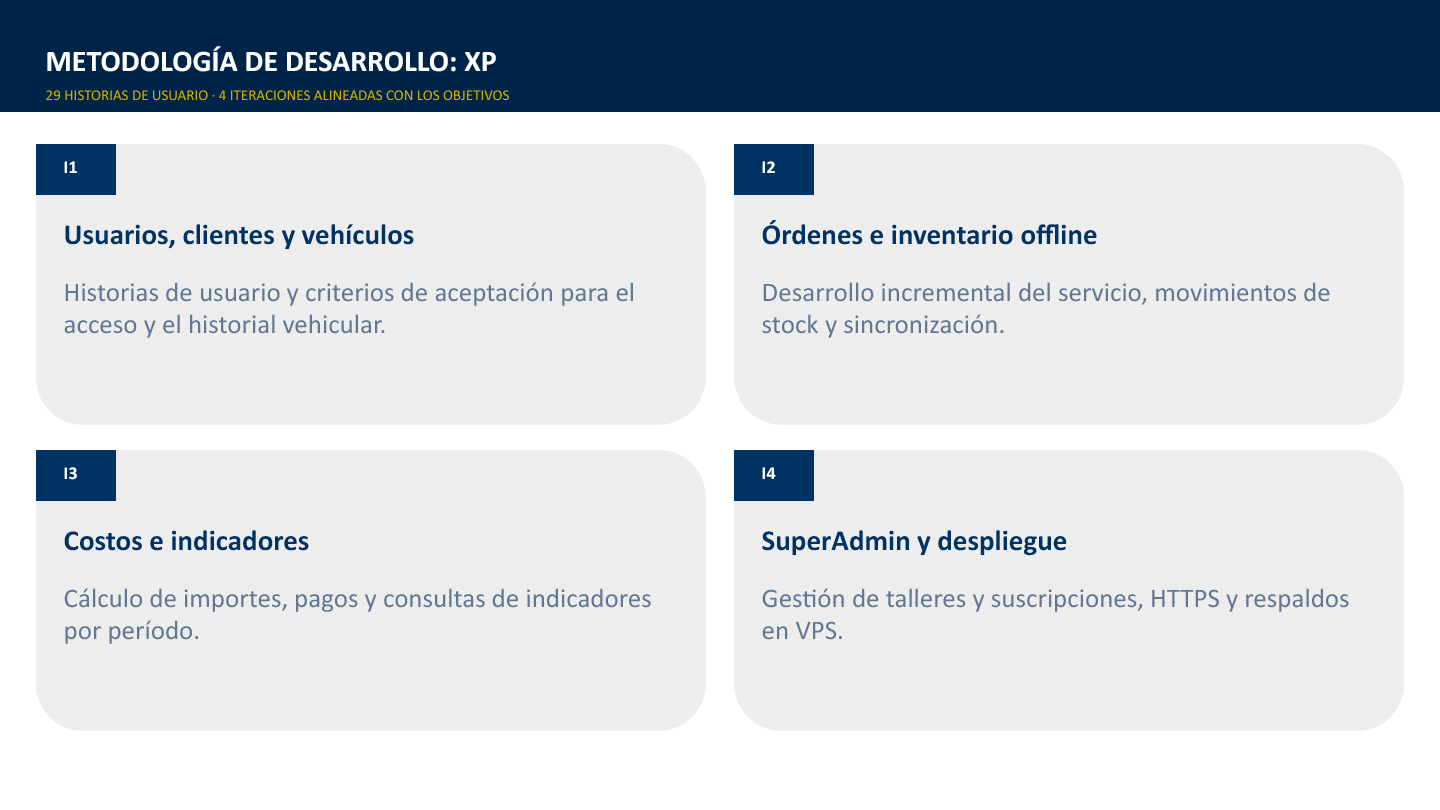 METODOLOGÍA DE DESARROLLO: XP
29 HISTORIAS DE USUARIO · 4 ITERACIONES ALINEADAS CON LOS OBJETIVOS
I1
Usuarios, clientes y vehículos
Historias de usuario y criterios de aceptación para el
acceso y el historial vehicular.
I2
Órdenes e inventario offline
Desarrollo incremental del servicio, movimientos de
stock y sincronización.
I3
Costos e indicadores
Cálculo de importes, pagos y consultas de indicadores
por período.
I4
SuperAdmin y despliegue
Gestión de talleres y suscripciones, HTTPS y respaldos
en VPS.